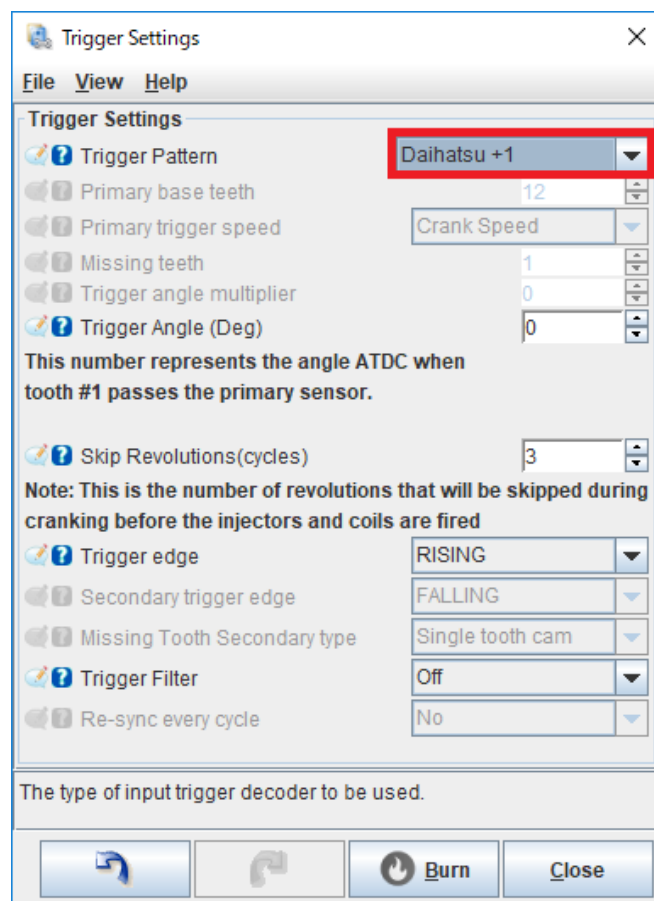 Trigger Settings
File View Help
Trigger Settings
Trigger Pattern Daihatsu +1
Primary base teeth 12
Primary trigger speed Crank Speed
Missing teeth 1
Trigger angle multiplier 0
Trigger Angle (Deg) 0
This number represents the angle ATDC when
tooth #1 passes the primary sensor.
Skip Revolutions(cycles) 3
Note: This is the number of revolutions that will be skipped during
cranking before the injectors and coils are fired
Trigger edge RISING
Secondary trigger edge FALLING
Missing Tooth Secondary type Single tooth cam
Trigger Filter Off
Re-sync every cycle No
The type of input trigger decoder to be used.
Burn Close